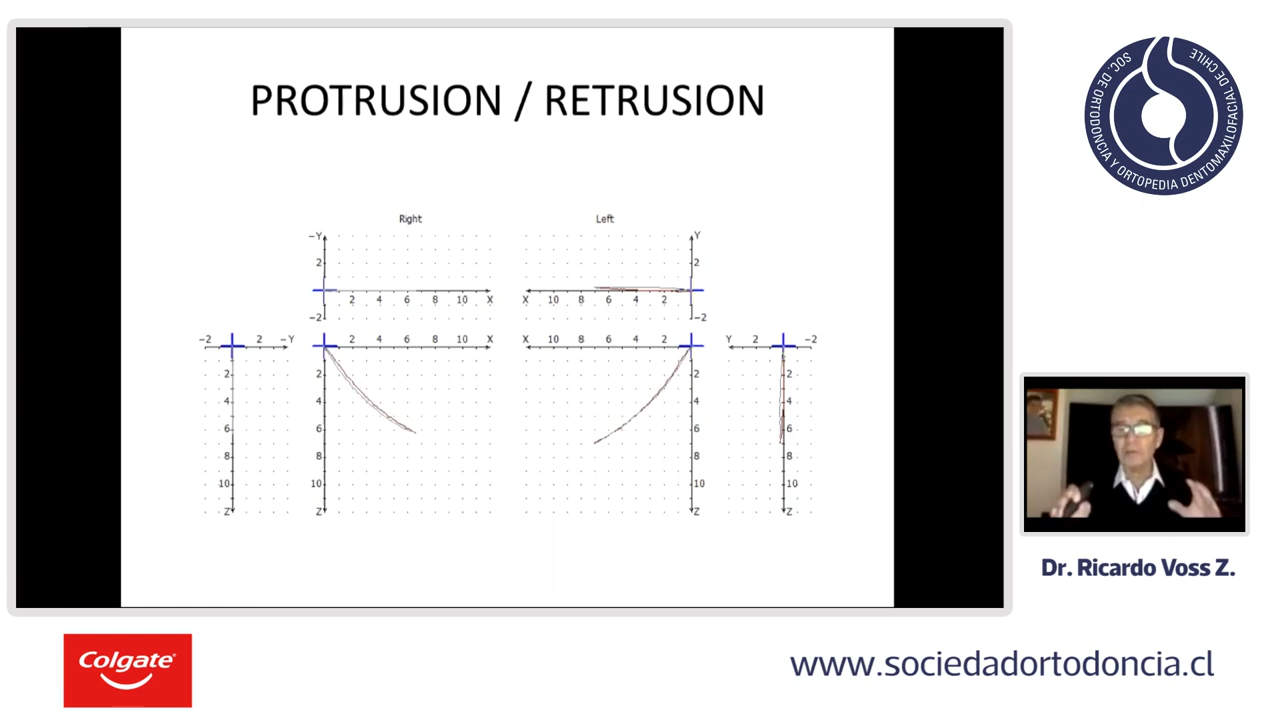 PROTRUSION / RETRUSION
Right
Left
−Y
2
2 4 6 8 10 X
−2
Y
2
X 10 8 6 4 2
−2
−2 2 −Y
2
4
6
8
10
Z
2 4 6 8 10 X
2
4
6
8
10
Z
X 10 8 6 4 2
2
4
6
8
10
Z
Y 2 −2
2
4
6
8
10
Z
SOC. DE ORTODONCIA Y ORTOPEDIA DENTOMAXILOFACIAL DE CHILE
Dr. Ricardo Voss Z.
Colgate®
www.sociedadortodoncia.cl